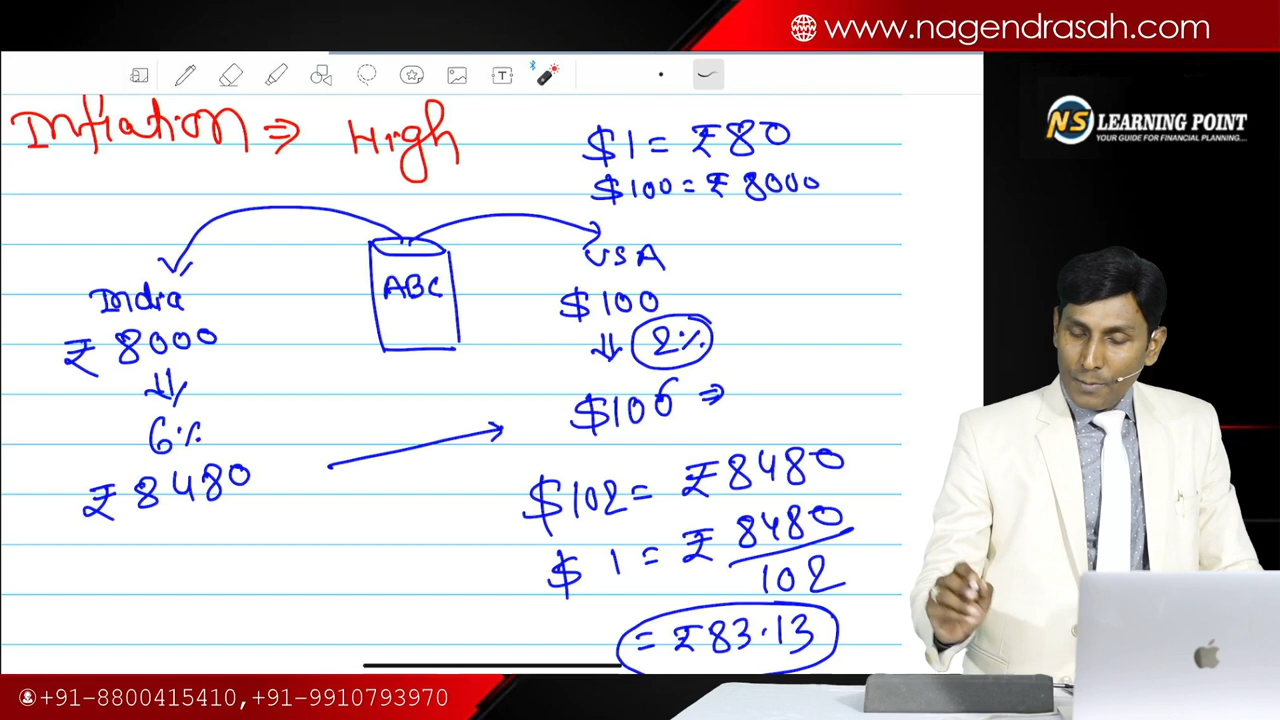 www.nagendrasah.com
NS LEARNING POINT
YOUR GUIDE FOR FINANCIAL PLANNING....
Inflation ⇒ High
$1 = ₹80
$100 = ₹8000
ABC
India
₹8000
⇓
6%
₹8480
USA
$100
⇓ 2%
$106 ⇒
$102 = ₹8480
$1 = ₹8480/102
= ₹83.13
+91-8800415410,+91-9910793970